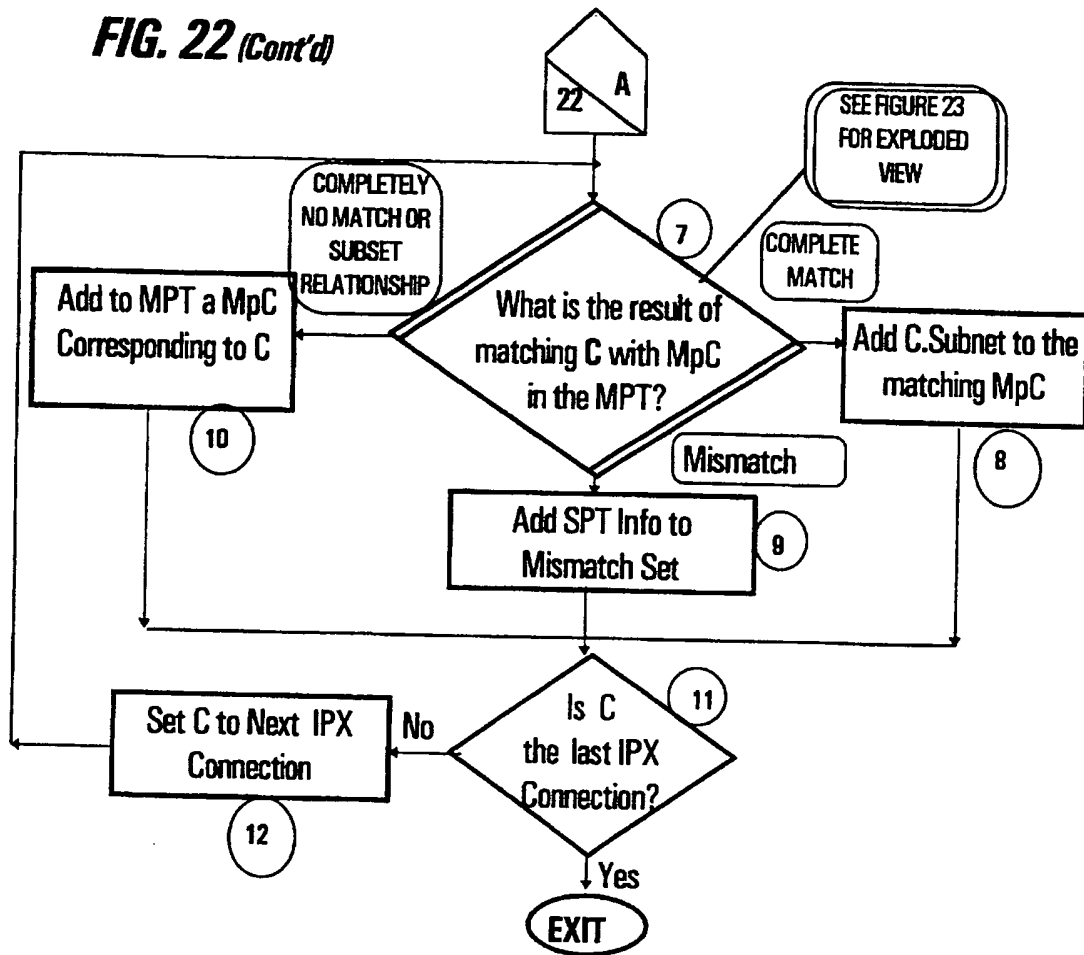 FIG. 22 (Cont'd)
22
A
SEE FIGURE 23
FOR EXPLODED
VIEW
COMPLETELY
NO MATCH OR
SUBSET
RELATIONSHIP
7
COMPLETE
MATCH
Add to MPT a MpC
Corresponding to C
What is the result of
matching C with MpC
in the MPT?
Add C.Subnet to the
matching MpC
10
Mismatch
8
Add SPT Info to
Mismatch Set
9
11
Is C
the last IPX
Connection?
No
Set C to Next IPX
Connection
12
Yes
EXIT